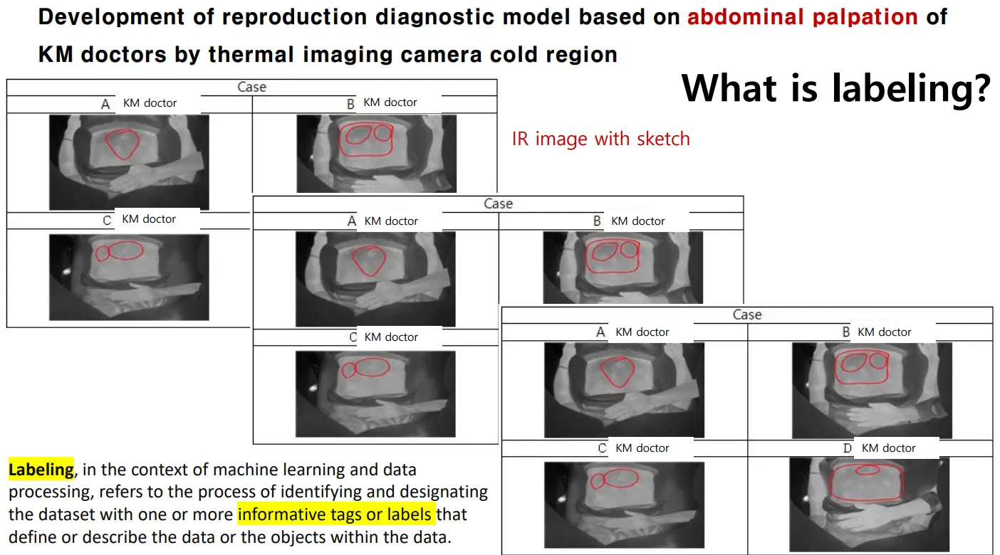 Development of reproduction diagnostic model based on abdominal palpation of
KM doctors by thermal imaging camera cold region
What is labeling?
IR image with sketch
Case
A KM doctor
B KM doctor
C KM doctor
Case
A KM doctor
B KM doctor
C KM doctor
Case
A KM doctor
B KM doctor
C KM doctor
D KM doctor
Labeling, in the context of machine learning and data
processing, refers to the process of identifying and designating
the dataset with one or more informative tags or labels that
define or describe the data or the objects within the data.